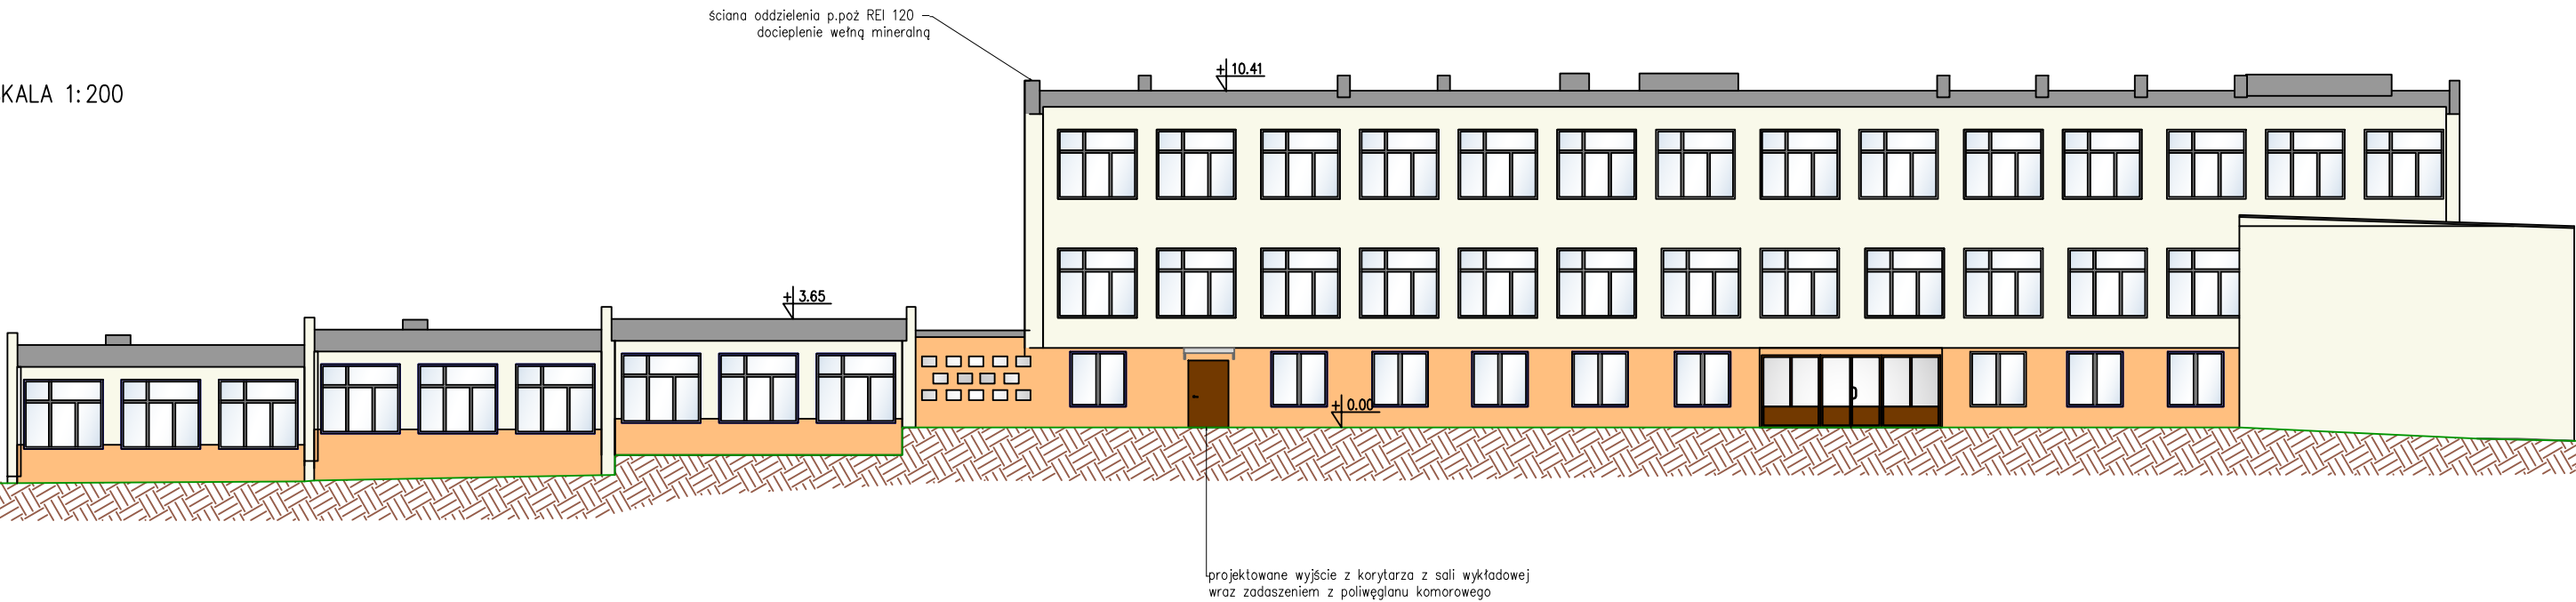 ściana oddzielenia p.poż REI 120
docieplenie wełną mineralną
KALA 1:200
+ 10.41
+ 3.65
+ 0.00
projektowane wyjście z korytarza z sali wykładowej
wraz zadaszeniem z poliwęglanu komorowego